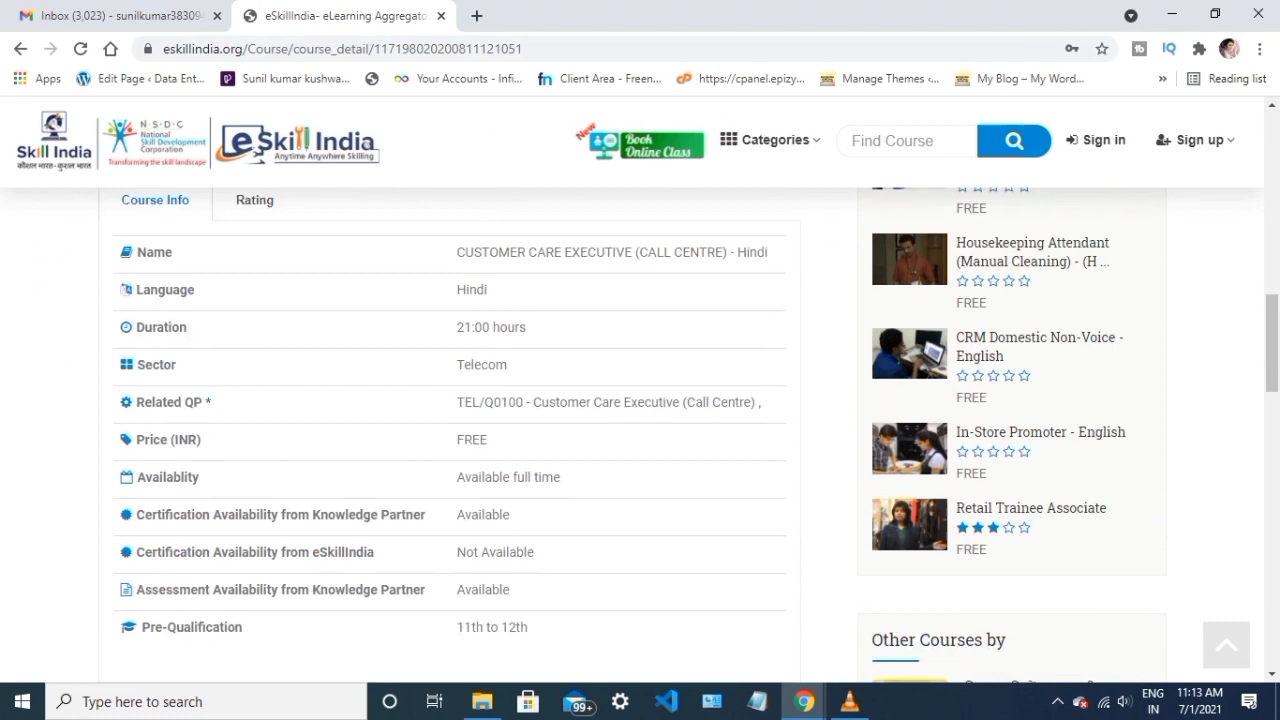 Inbox (3,023) - sunilkumar38309
eSkillIndia- eLearning Aggregato
eskillindia.org/Course/course_detail/117198020200811121051
Apps
Edit Page ‹ Data Ent...
Sunil kumar kushwa...
Your Accounts - Infi...
Client Area - Freen...
https://cpanel.epizy...
Manage Themes ‹...
My Blog – My Word...
»
Reading list
Skill India
कौशल भारत-कुशल भारत
N·S·D·C
National
Skill Development
Corporation
Transforming the skill landscape
eSkill India
Anytime Anywhere Skilling
New
Book
Online Class
Categories
Find Course
Sign in
Sign up
Course Info
Rating
Name CUSTOMER CARE EXECUTIVE (CALL CENTRE) - Hindi
Language Hindi
Duration 21:00 hours
Sector Telecom
Related QP * TEL/Q0100 - Customer Care Executive (Call Centre) ,
Price (INR) FREE
Availablity Available full time
Certification Availability from Knowledge Partner Available
Certification Availability from eSkillIndia Not Available
Assessment Availability from Knowledge Partner Available
Pre-Qualification 11th to 12th
FREE
Housekeeping Attendant
(Manual Cleaning) - (H ...
FREE
CRM Domestic Non-Voice -
English
FREE
In-Store Promoter - English
FREE
Retail Trainee Associate
FREE
Other Courses by
Type here to search
99+
ENG
IN
11:13 AM
7/1/2021